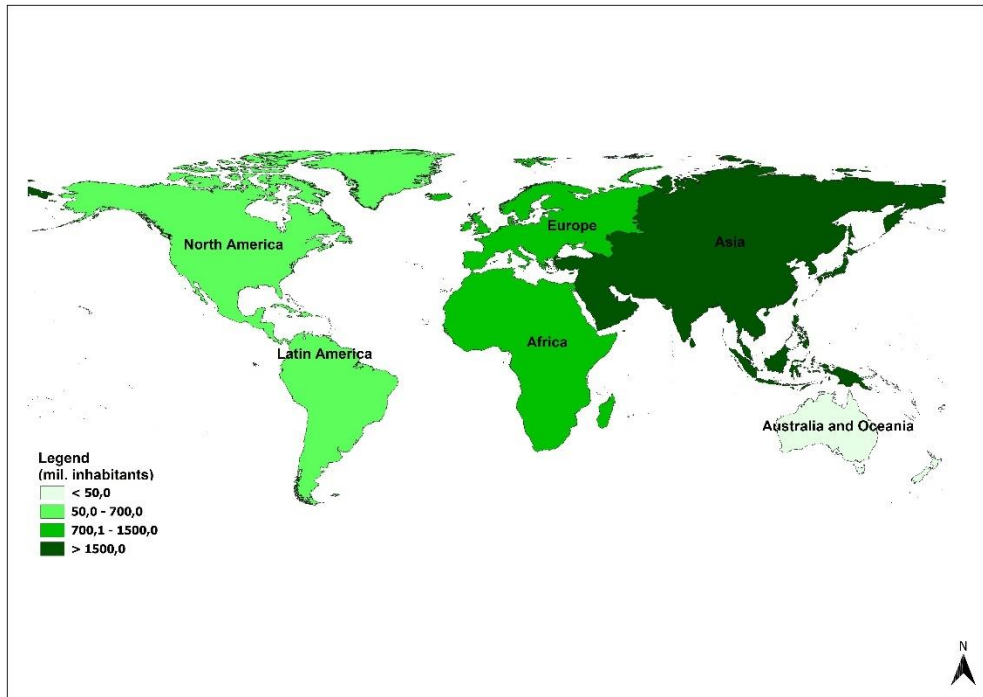 North America
Europe
Asia
Africa
Latin America
Australia and Oceania
Legend
(mil. inhabitants)
< 50,0
50,0 - 700,0
700,1 - 1500,0
> 1500,0
N